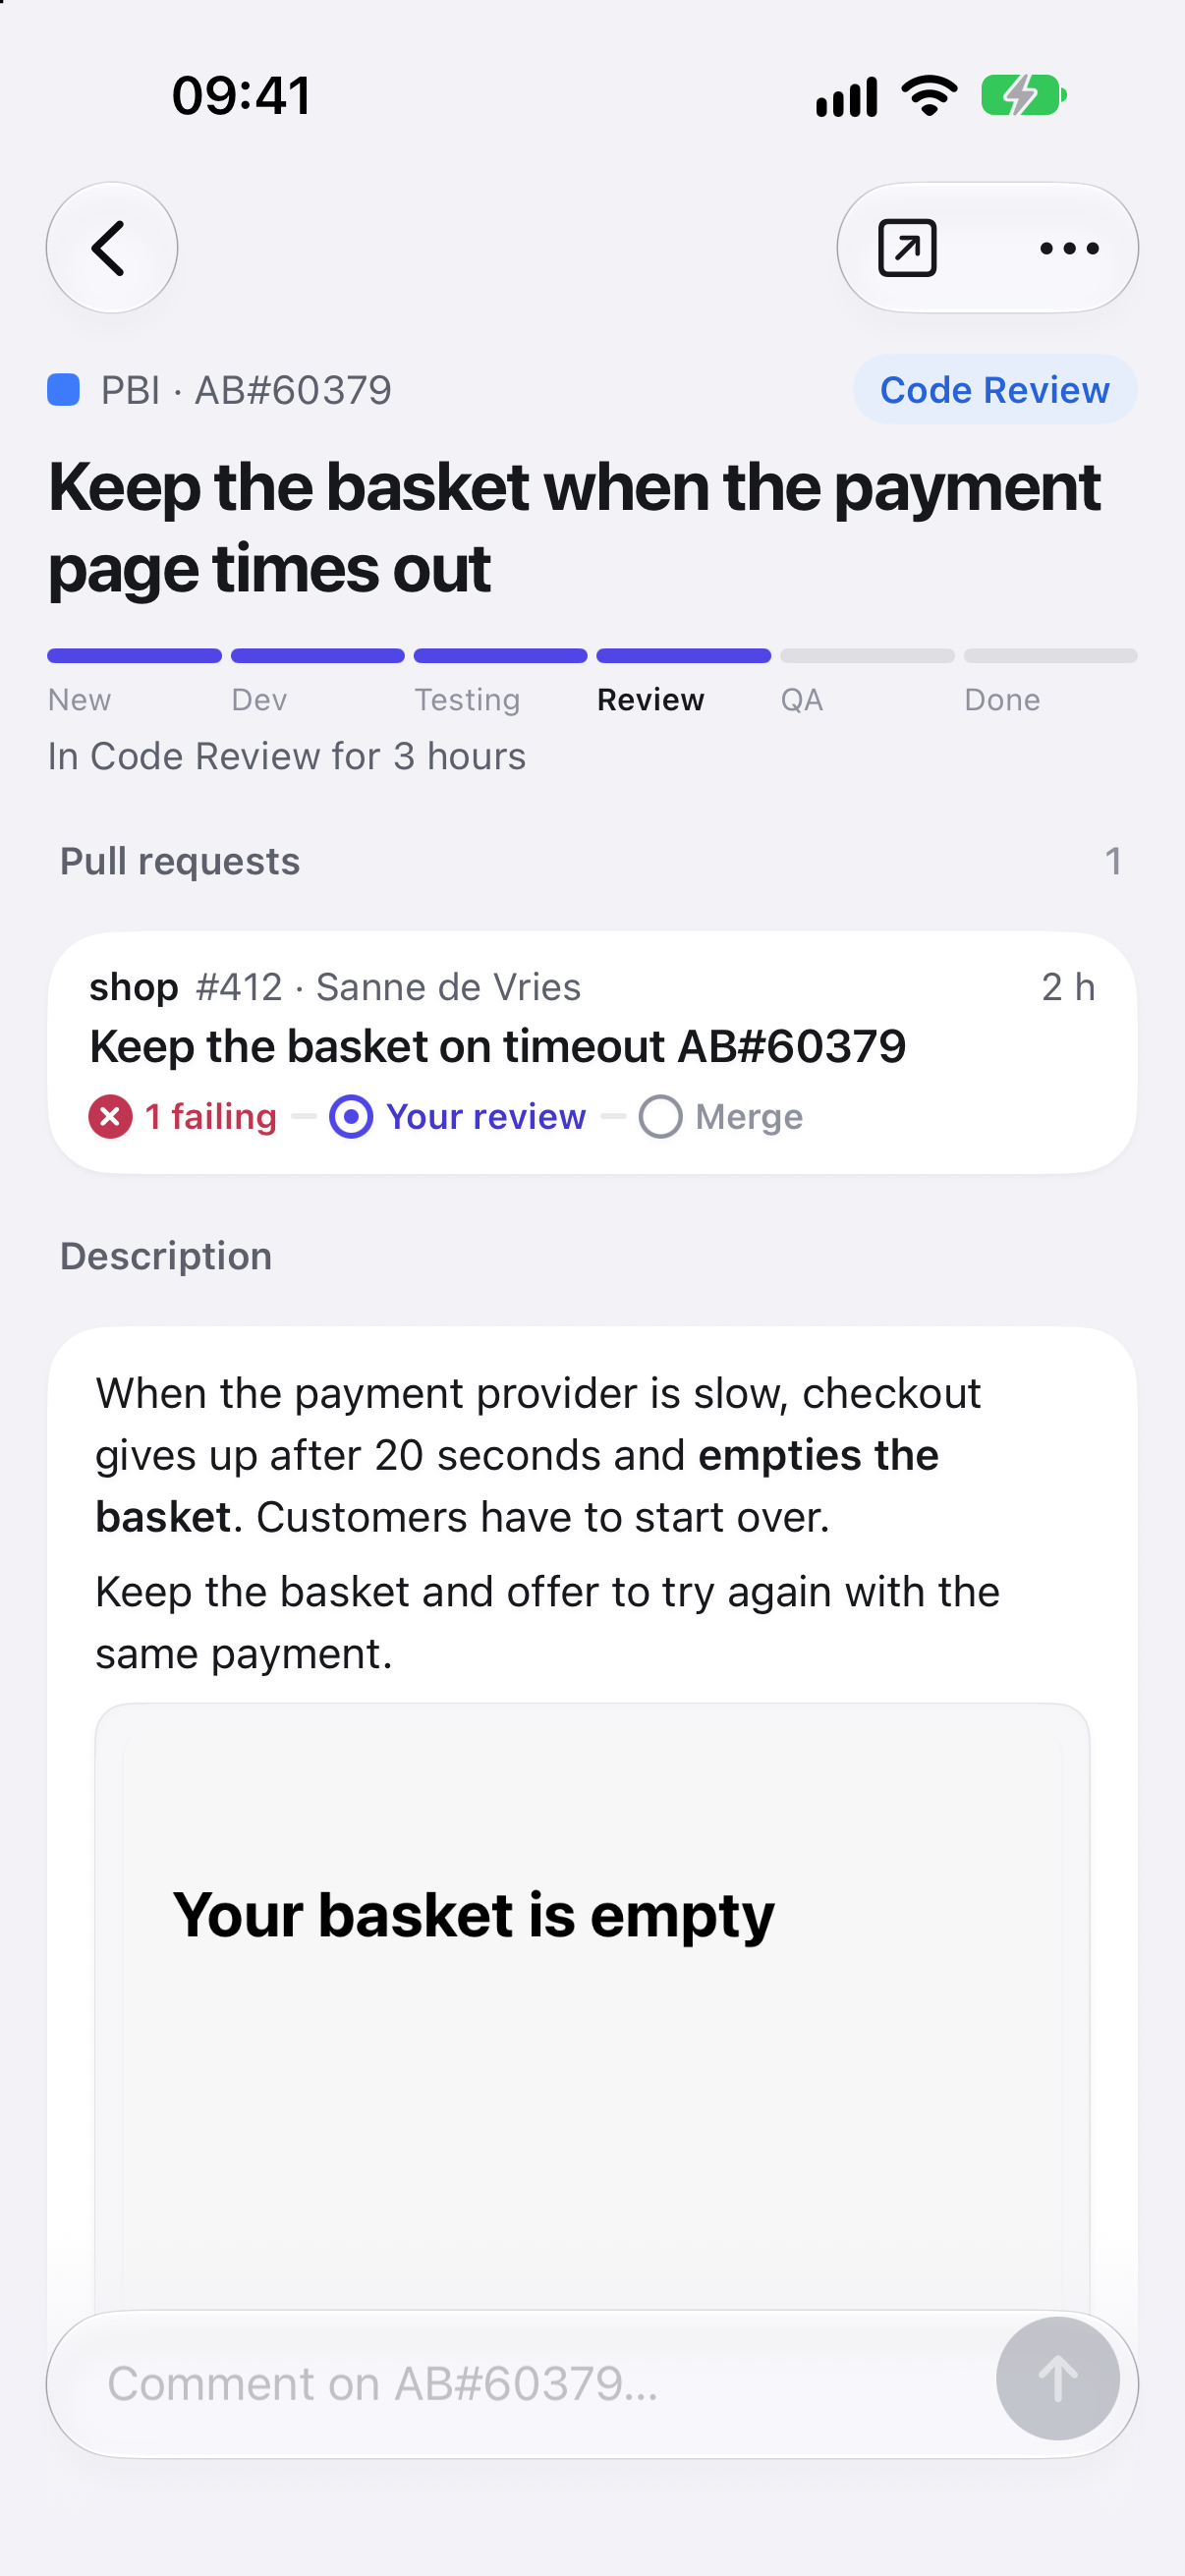 09:41
PBI · AB#60379
Code Review
Keep the basket when the payment
page times out
New Dev Testing Review QA Done
In Code Review for 3 hours
Pull requests 1
shop #412 · Sanne de Vries 2 h
Keep the basket on timeout AB#60379
1 failing Your review Merge
Description
When the payment provider is slow, checkout
gives up after 20 seconds and empties the
basket. Customers have to start over.
Keep the basket and offer to try again with the
same payment.
Your basket is empty
Comment on AB#60379...